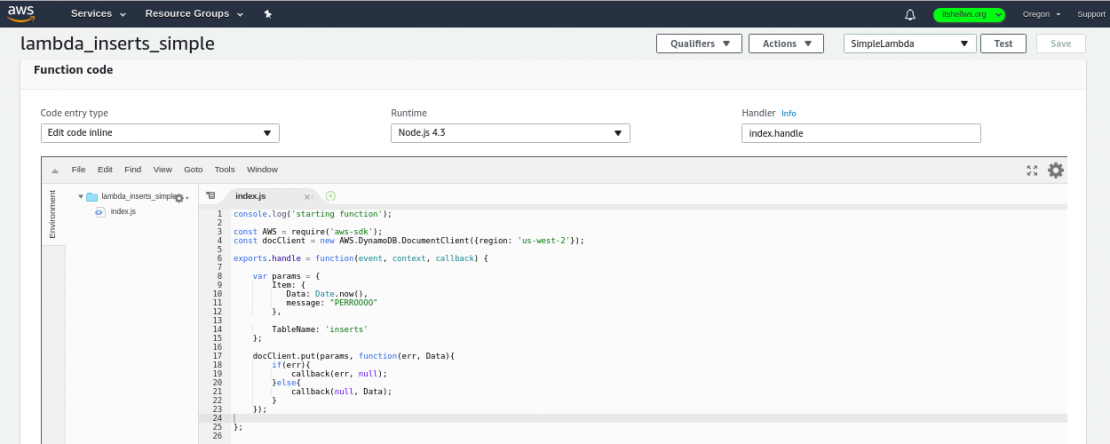 aws
Services Resource Groups itshellws.org Oregon Support
lambda_inserts_simple
Qualifiers Actions SimpleLambda Test Save
Function code
Code entry type Runtime Handler Info
Edit code inline Node.js 4.3 index.handle
File Edit Find View Goto Tools Window
Environment
lambda_inserts_simple
index.js
index.js
1 console.log('starting function');
2
3 const AWS = require('aws-sdk');
4 const docClient = new AWS.DynamoDB.DocumentClient({region: 'us-west-2'});
5
6 exports.handle = function(event, context, callback) {
7
8 var params = {
9 Item: {
10 Data: Date.now(),
11 message: "PERROOOO"
12 },
13
14 TableName: 'inserts'
15 };
16
17 docClient.put(params, function(err, Data){
18 if(err){
19 callback(err, null);
20 }else{
21 callback(null, Data);
22 }
23 });
24
25 };
26